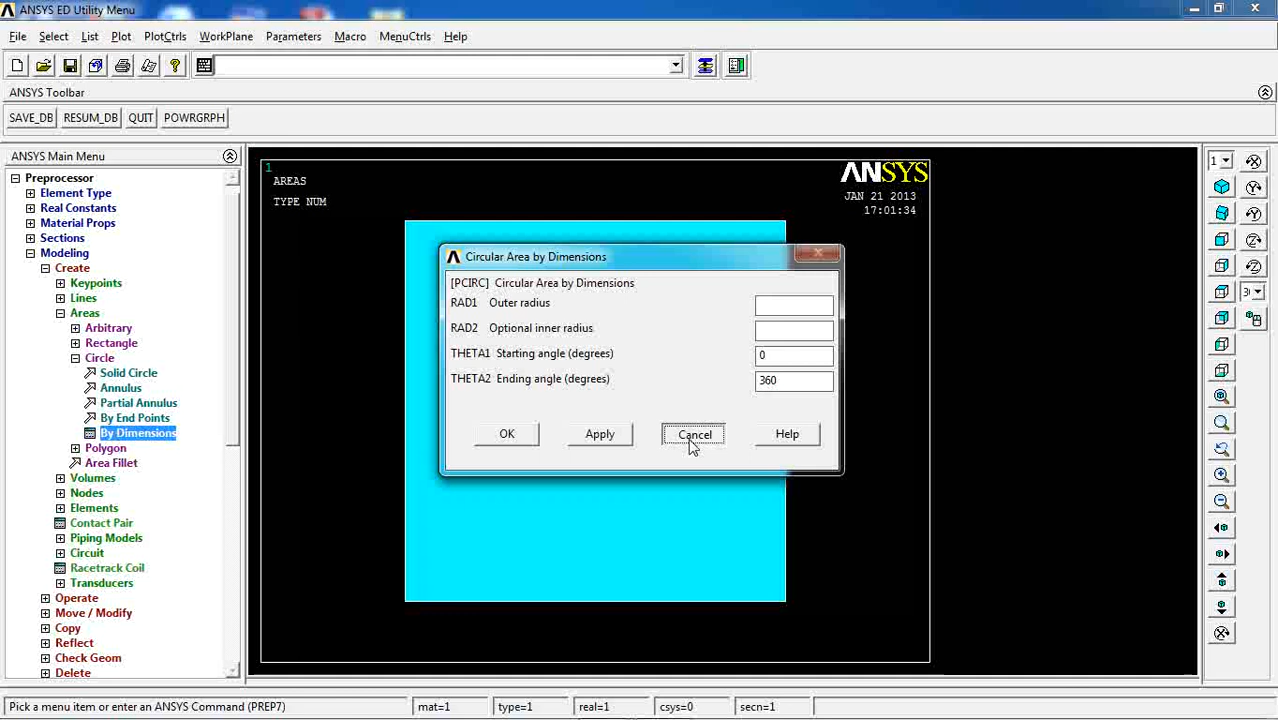 ANSYS ED Utility Menu
File Select List Plot PlotCtrls WorkPlane Parameters Macro MenuCtrls Help
ANSYS Toolbar
SAVE_DB RESUM_DB QUIT POWRGRPH
ANSYS Main Menu
Preprocessor
Element Type
Real Constants
Material Props
Sections
Modeling
Create
Keypoints
Lines
Areas
Arbitrary
Rectangle
Circle
Solid Circle
Annulus
Partial Annulus
By End Points
By Dimensions
Polygon
Area Fillet
Volumes
Nodes
Elements
Contact Pair
Piping Models
Circuit
Racetrack Coil
Transducers
Operate
Move / Modify
Copy
Reflect
Check Geom
Delete
1
AREAS
TYPE NUM
ANSYS
JAN 21 2013
17:01:34
Circular Area by Dimensions
[PCIRC] Circular Area by Dimensions
RAD1 Outer radius
RAD2 Optional inner radius
THETA1 Starting angle (degrees) 0
THETA2 Ending angle (degrees) 360
OK Apply Cancel Help
1
Pick a menu item or enter an ANSYS Command (PREP7) mat=1 type=1 real=1 csys=0 secn=1